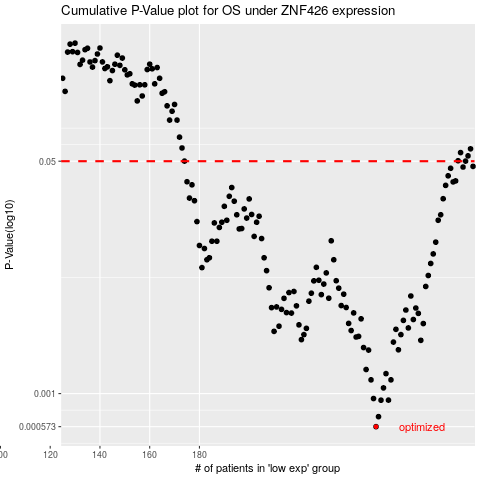 Cumulative P-Value plot for OS under ZNF426 expression
P-Value(log10)
0.05
0.001
0.000573
optimized
00 120 140 160 180
# of patients in 'low exp' group